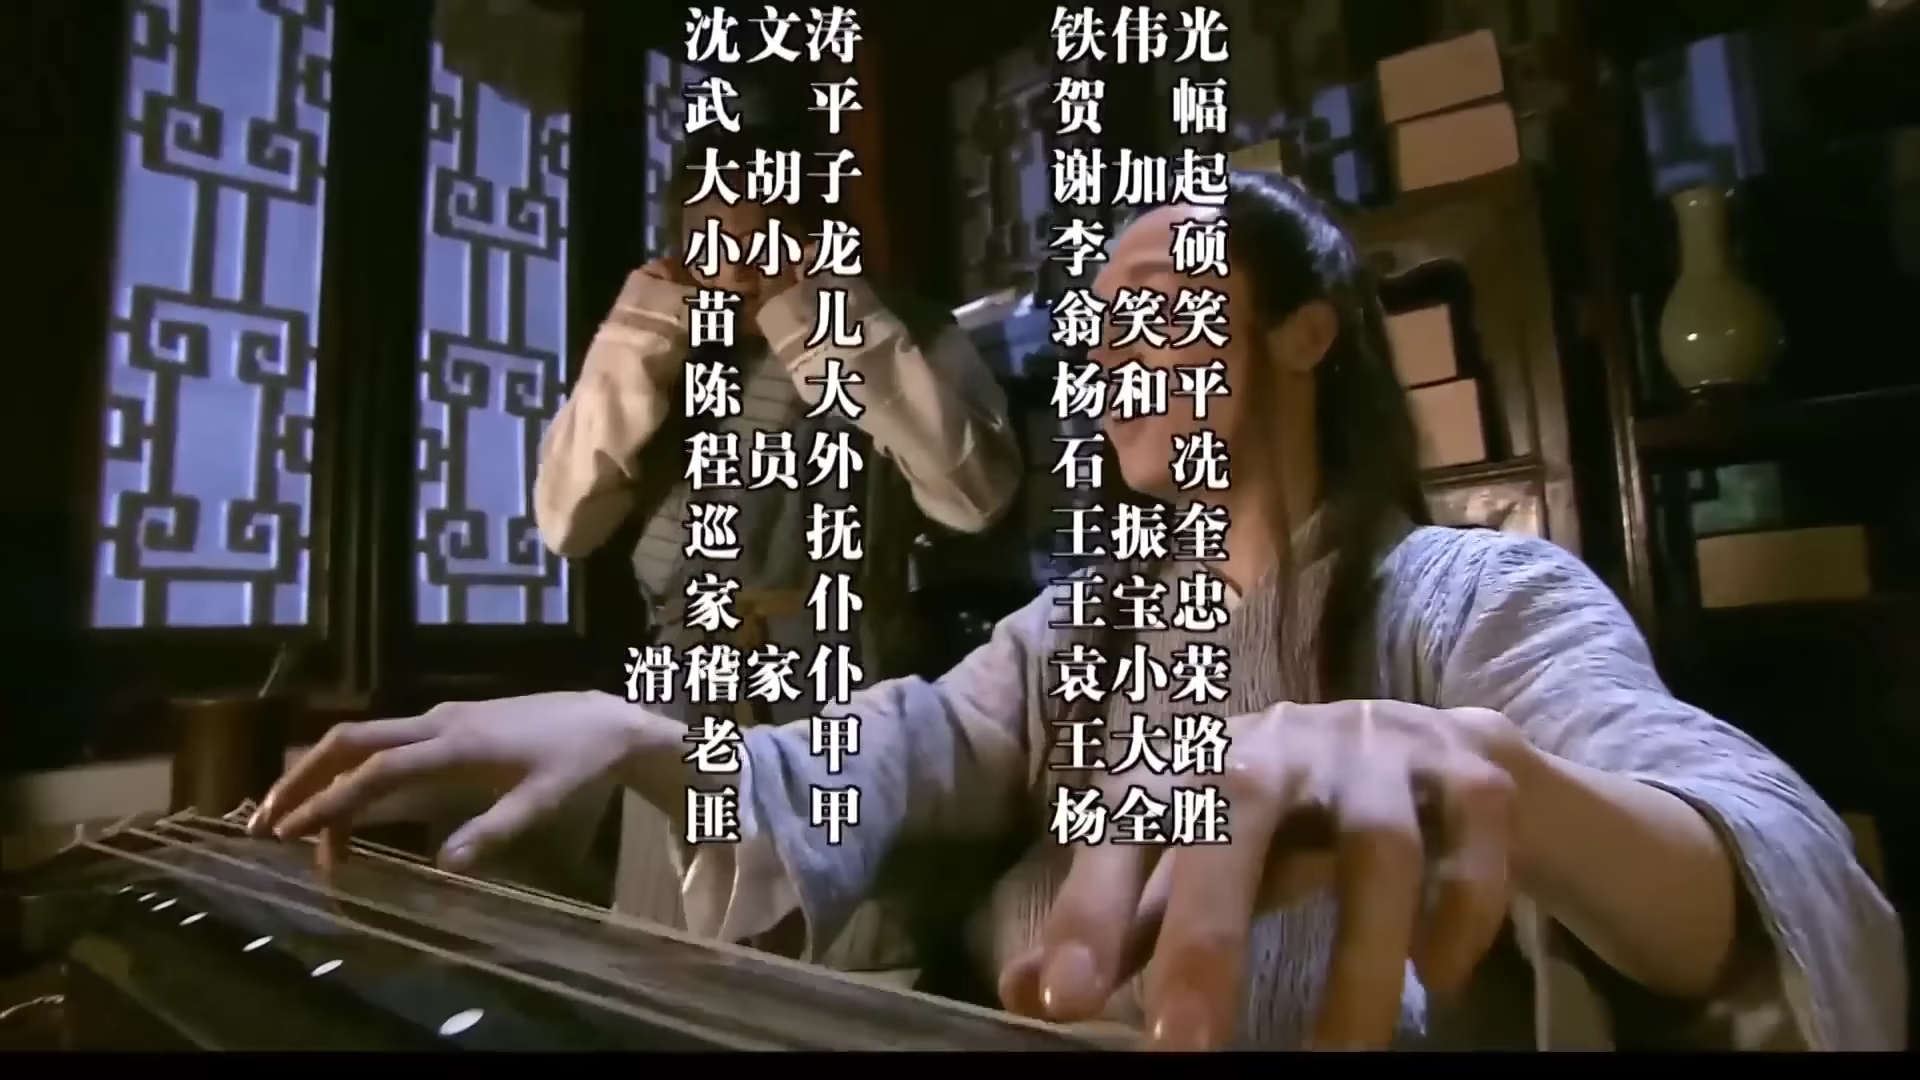 沈文涛 铁伟光
武平 贺幅
大胡子 谢加起
小小龙 李硕
苗儿 翁笑笑
陈大 杨和平
程员外 石冼
巡抚 王振奎
家仆 王宝忠
滑稽家仆 袁小荣
老甲 王大路
匪甲 杨全胜